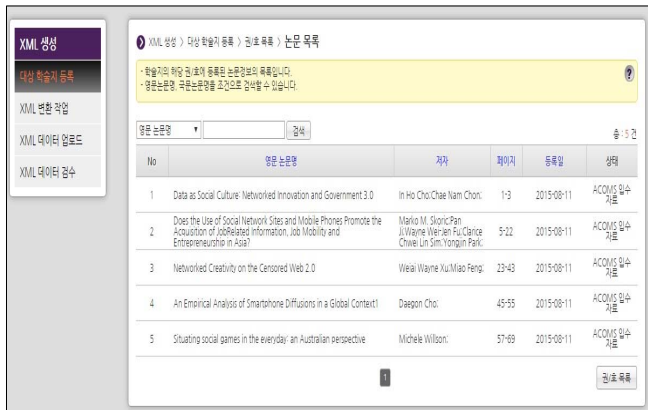 XML 생성
대상 학술지 등록
XML 변환 작업
XML 데이터 업로드
XML 데이터 검수
XML 생성 > 대상 학술지 등록 > 권/호 목록 > 논문 목록
- 학술지의 해당 권/호에 등록된 논문정보의 목록입니다.
- 영문논문명, 국문논문명을 조건으로 검색할 수 있습니다.
?
영문 논문명 ▼ 검색
총 : 5 건
No 영문 논문명 저자 페이지 등록일 상태
1 Data as Social Culture: Networked Innovation and Government 3.0 In Ho Cho;Chae Nam Chon; 1-3 2015-08-11 ACOMS 입수 자료
2 Does the Use of Social Network Sites and Mobile Phones Promote the Acquisition of JobRelated Information, Job Mobility and Entrepreneurship in Asia? Marko M. Skoric;Pan Ji;Wayne Wei-Jen Fu;Clarice Chwei Lin Sim;Yongjin Park; 5-22 2015-08-11 ACOMS 입수 자료
3 Networked Creativity on the Censored Web 2.0 Weiai Wayne Xu;Miao Feng; 23-43 2015-08-11 ACOMS 입수 자료
4 An Empirical Analysis of Smartphone Diffusions in a Global Context1 Daegon Cho; 45-55 2015-08-11 ACOMS 입수 자료
5 Situating social games in the everyday: an Australian perspective Michele Willson; 57-69 2015-08-11 ACOMS 입수 자료
1
권/호 목록